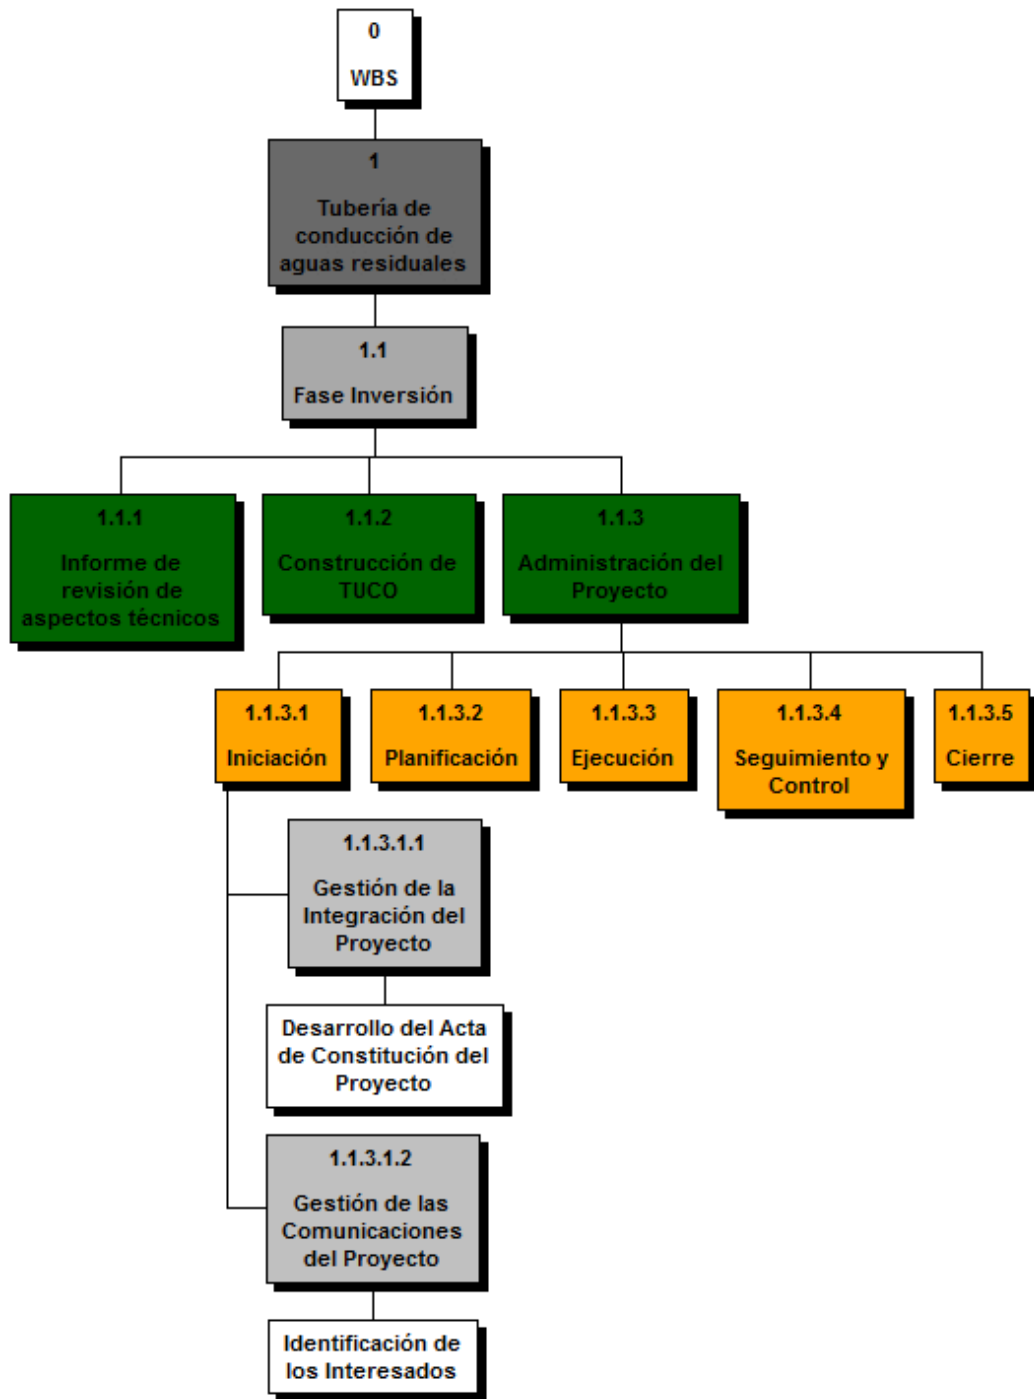 0
WBS
1
Tubería de
conducción de
aguas residuales
1.1
Fase Inversión
1.1.1
Informe de
revisión de
aspectos técnicos
1.1.2
Construcción de
TUCO
1.1.3
Administración del
Proyecto
1.1.3.1
Iniciación
1.1.3.2
Planificación
1.1.3.3
Ejecución
1.1.3.4
Seguimiento y
Control
1.1.3.5
Cierre
1.1.3.1.1
Gestión de la
Integración del
Proyecto
Desarrollo del Acta
de Constitución del
Proyecto
1.1.3.1.2
Gestión de las
Comunicaciones
del Proyecto
Identificación de
los Interesados